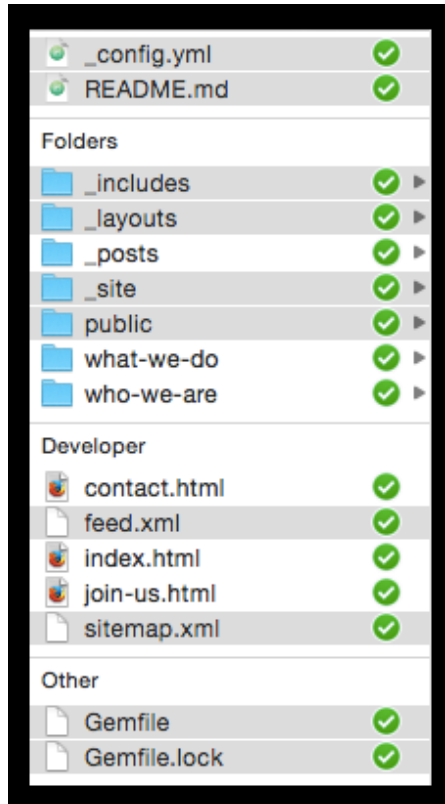 _config.yml
README.md
Folders
_includes
_layouts
_posts
_site
public
what-we-do
who-we-are
Developer
contact.html
feed.xml
index.html
join-us.html
sitemap.xml
Other
Gemfile
Gemfile.lock